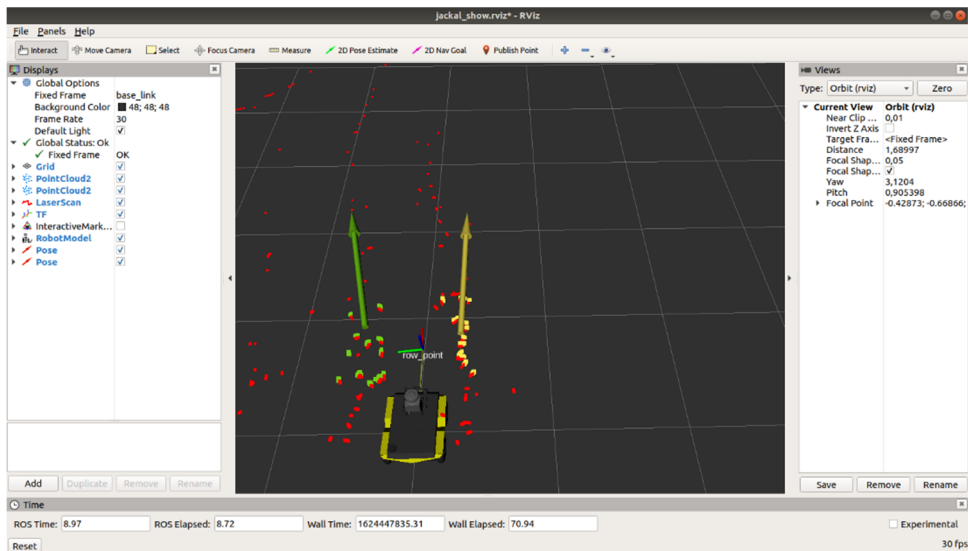 jackal_show.rviz* - RViz
File Panels Help
Interact Move Camera Select Focus Camera Measure 2D Pose Estimate 2D Nav Goal Publish Point
Displays
Global Options
Fixed Frame base_link
Background Color 48; 48; 48
Frame Rate 30
Default Light
Global Status: Ok
Fixed Frame OK
Grid
PointCloud2
PointCloud2
LaserScan
TF
InteractiveMark...
RobotModel
Pose
Pose
Add Duplicate Remove Rename
row_point
Views
Type: Orbit (rviz) Zero
Current View Orbit (rviz)
Near Clip ... 0,01
Invert Z Axis
Target Fra... <Fixed Frame>
Distance 1,68997
Focal Shap... 0,05
Focal Shap...
Yaw 3,1204
Pitch 0,905398
Focal Point -0.42873; -0.66866;
Save Remove Rename
Time
ROS Time: 8.97 ROS Elapsed: 8.72 Wall Time: 1624447835.31 Wall Elapsed: 70.94 Experimental
Reset 30 fps